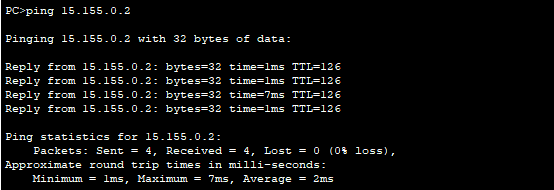 PC>ping 15.155.0.2
Pinging 15.155.0.2 with 32 bytes of data:
Reply from 15.155.0.2: bytes=32 time=1ms TTL=126
Reply from 15.155.0.2: bytes=32 time=1ms TTL=126
Reply from 15.155.0.2: bytes=32 time=7ms TTL=126
Reply from 15.155.0.2: bytes=32 time=1ms TTL=126
Ping statistics for 15.155.0.2:
Packets: Sent = 4, Received = 4, Lost = 0 (0% loss),
Approximate round trip times in milli-seconds:
Minimum = 1ms, Maximum = 7ms, Average = 2ms